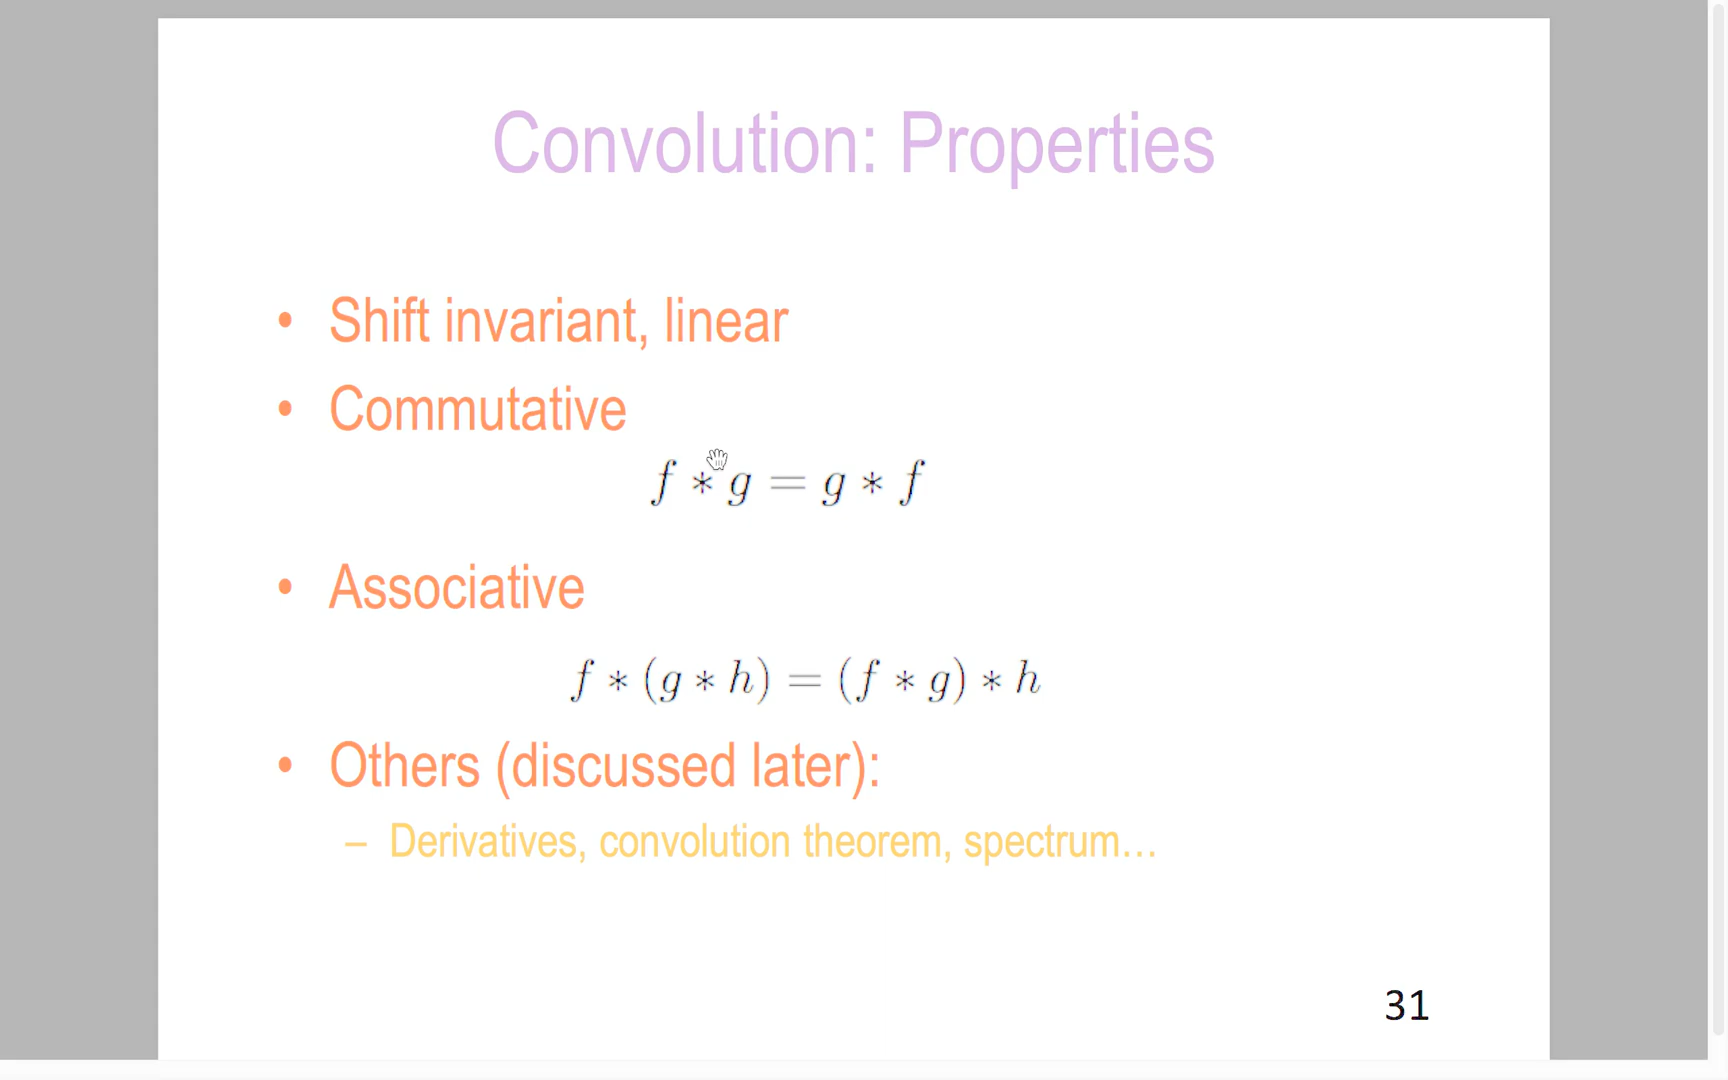 Convolution: Properties
• Shift invariant, linear
• Commutative
f * g = g * f
• Associative
f * (g * h) = (f * g) * h
• Others (discussed later):
– Derivatives, convolution theorem, spectrum...
31